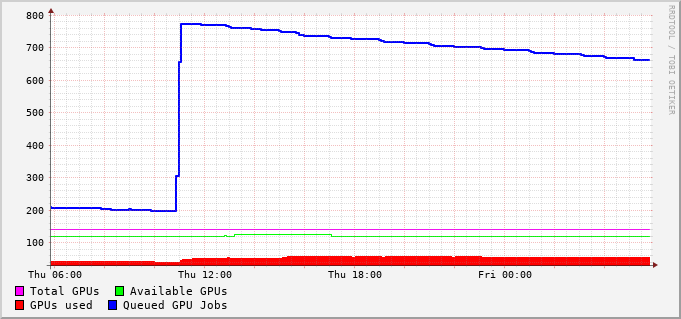 800
700
600
500
400
300
200
100
Thu 06:00 Thu 12:00 Thu 18:00 Fri 00:00
Total GPUs Available GPUs
GPUs used Queued GPU Jobs
RRDTOOL / TOBI OETIKER